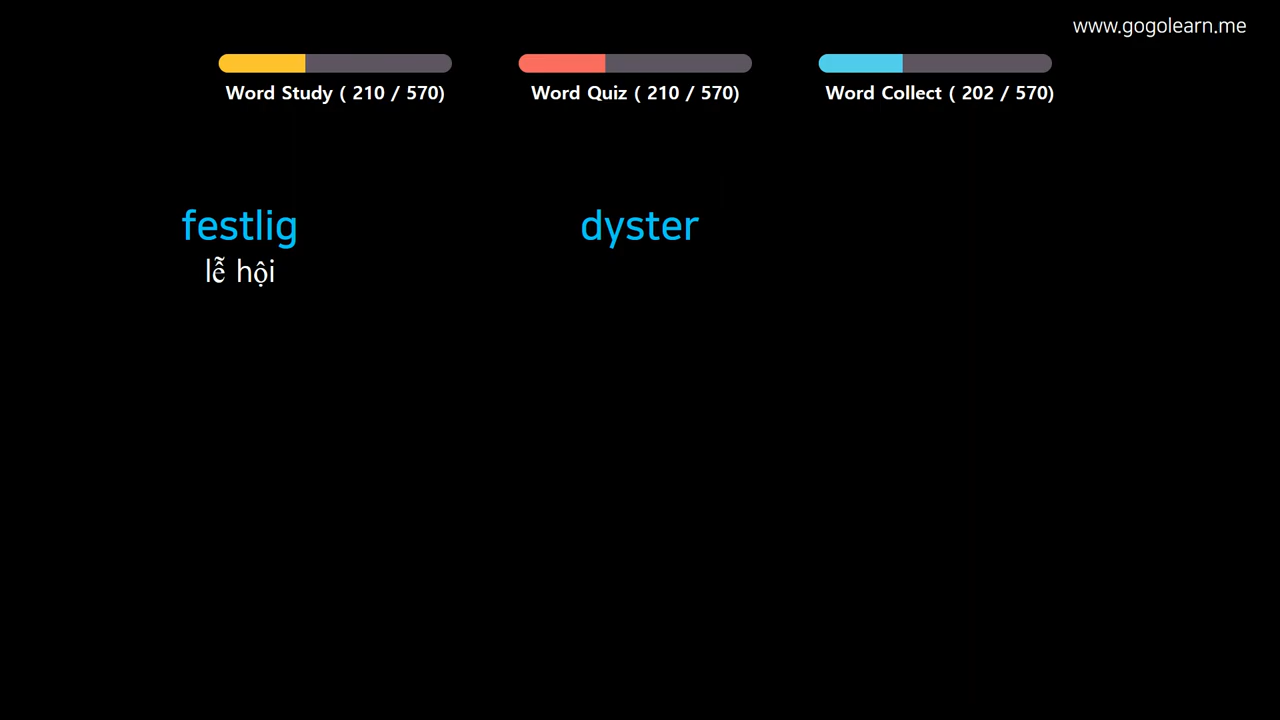 www.gogolearn.me
Word Study ( 210 / 570)
Word Quiz ( 210 / 570)
Word Collect ( 202 / 570)
festlig
lễ hội
dyster